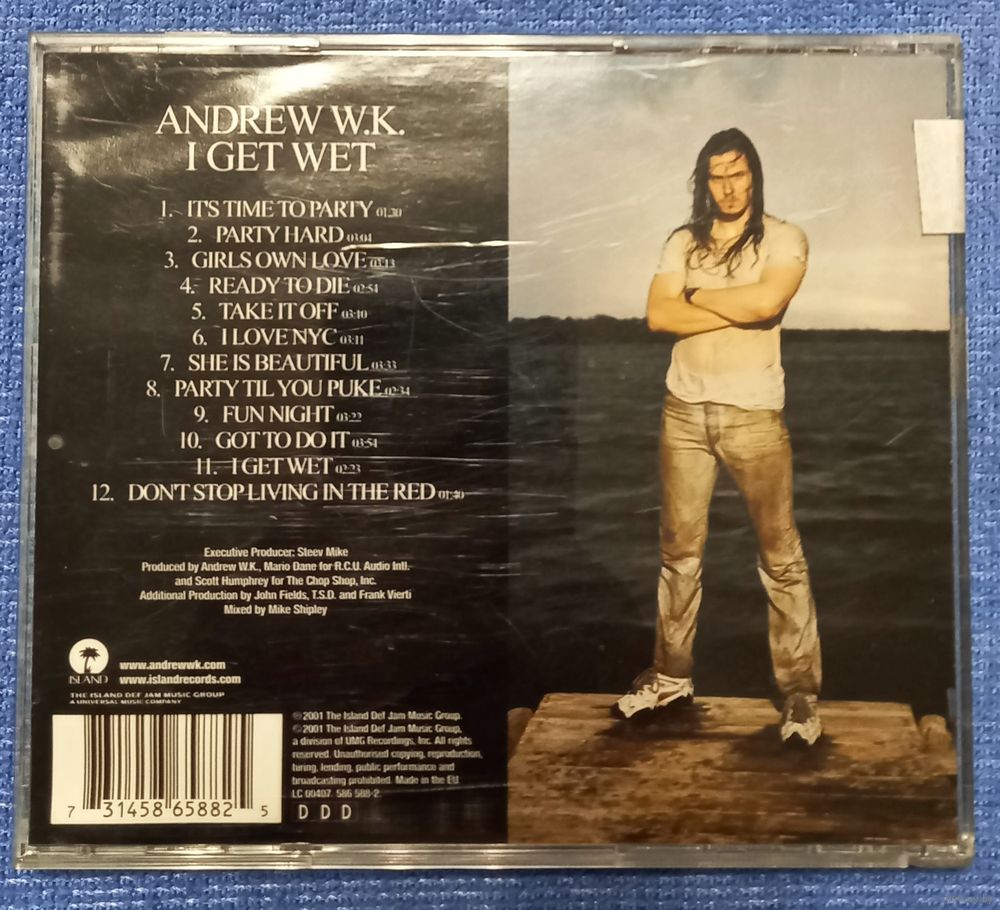 ANDREW W.K.
I GET WET
1. IT'S TIME TO PARTY 01:30
2. PARTY HARD 03:04
3. GIRLS OWN LOVE 03:13
4. READY TO DIE 02:54
5. TAKE IT OFF 03:10
6. I LOVE NYC 03:11
7. SHE IS BEAUTIFUL 03:33
8. PARTY TIL YOU PUKE 02:34
9. FUN NIGHT 03:22
10. GOT TO DO IT 03:54
11. I GET WET 02:23
12. DON'T STOP LIVING IN THE RED 01:40
Executive Producer: Steev Mike
Produced by Andrew W.K., Mario Dane for R.C.U. Audio Intl.
and Scott Humphrey for The Chop Shop, Inc.
Additional Production by John Fields, T.S.D. and Frank Vierti
Mixed by Mike Shipley
ISLAND
www.andrewwk.com
www.islandrecords.com
THE ISLAND DEF JAM MUSIC GROUP
A UNIVERSAL MUSIC COMPANY
℗2001 The Island Def Jam Music Group.
©2001 The Island Def Jam Music Group,
a division of UMG Recordings, Inc. All rights
reserved. Unauthorised copying, reproduction,
hiring, lending, public performance and
broadcasting prohibited. Made in the EU.
LC 00407. 586 588-2.
D D D
7 31458 65882 5